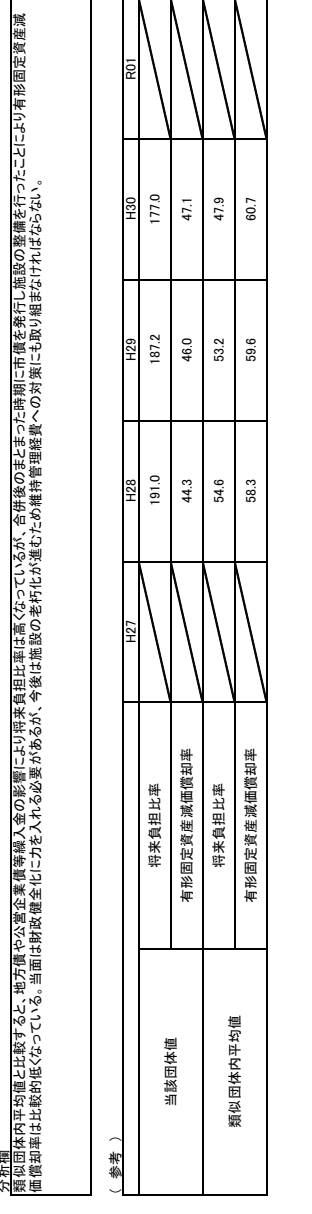 分析欄
類似団体内平均値と比較すると、地方債や公営企業債等繰入金の影響により将来負担比率は高くなっているが、合併後のまとまった時期に市債を発行し施設の整備を行ったことにより有形固定資産減
価償却率は比較的低くなっている。当面は財政健全化に力を入れる必要があるが、今後は施設の老朽化が進むため維持管理経費への対策にも取り組まなければならない。
(参考)
H27 H28 H29 H30 R01
当該団体値 将来負担比率 191.0 187.2 177.0
有形固定資産減価償却率 44.3 46.0 47.1
類似団体内平均値 将来負担比率 54.6 53.2 47.9
有形固定資産減価償却率 58.3 59.6 60.7